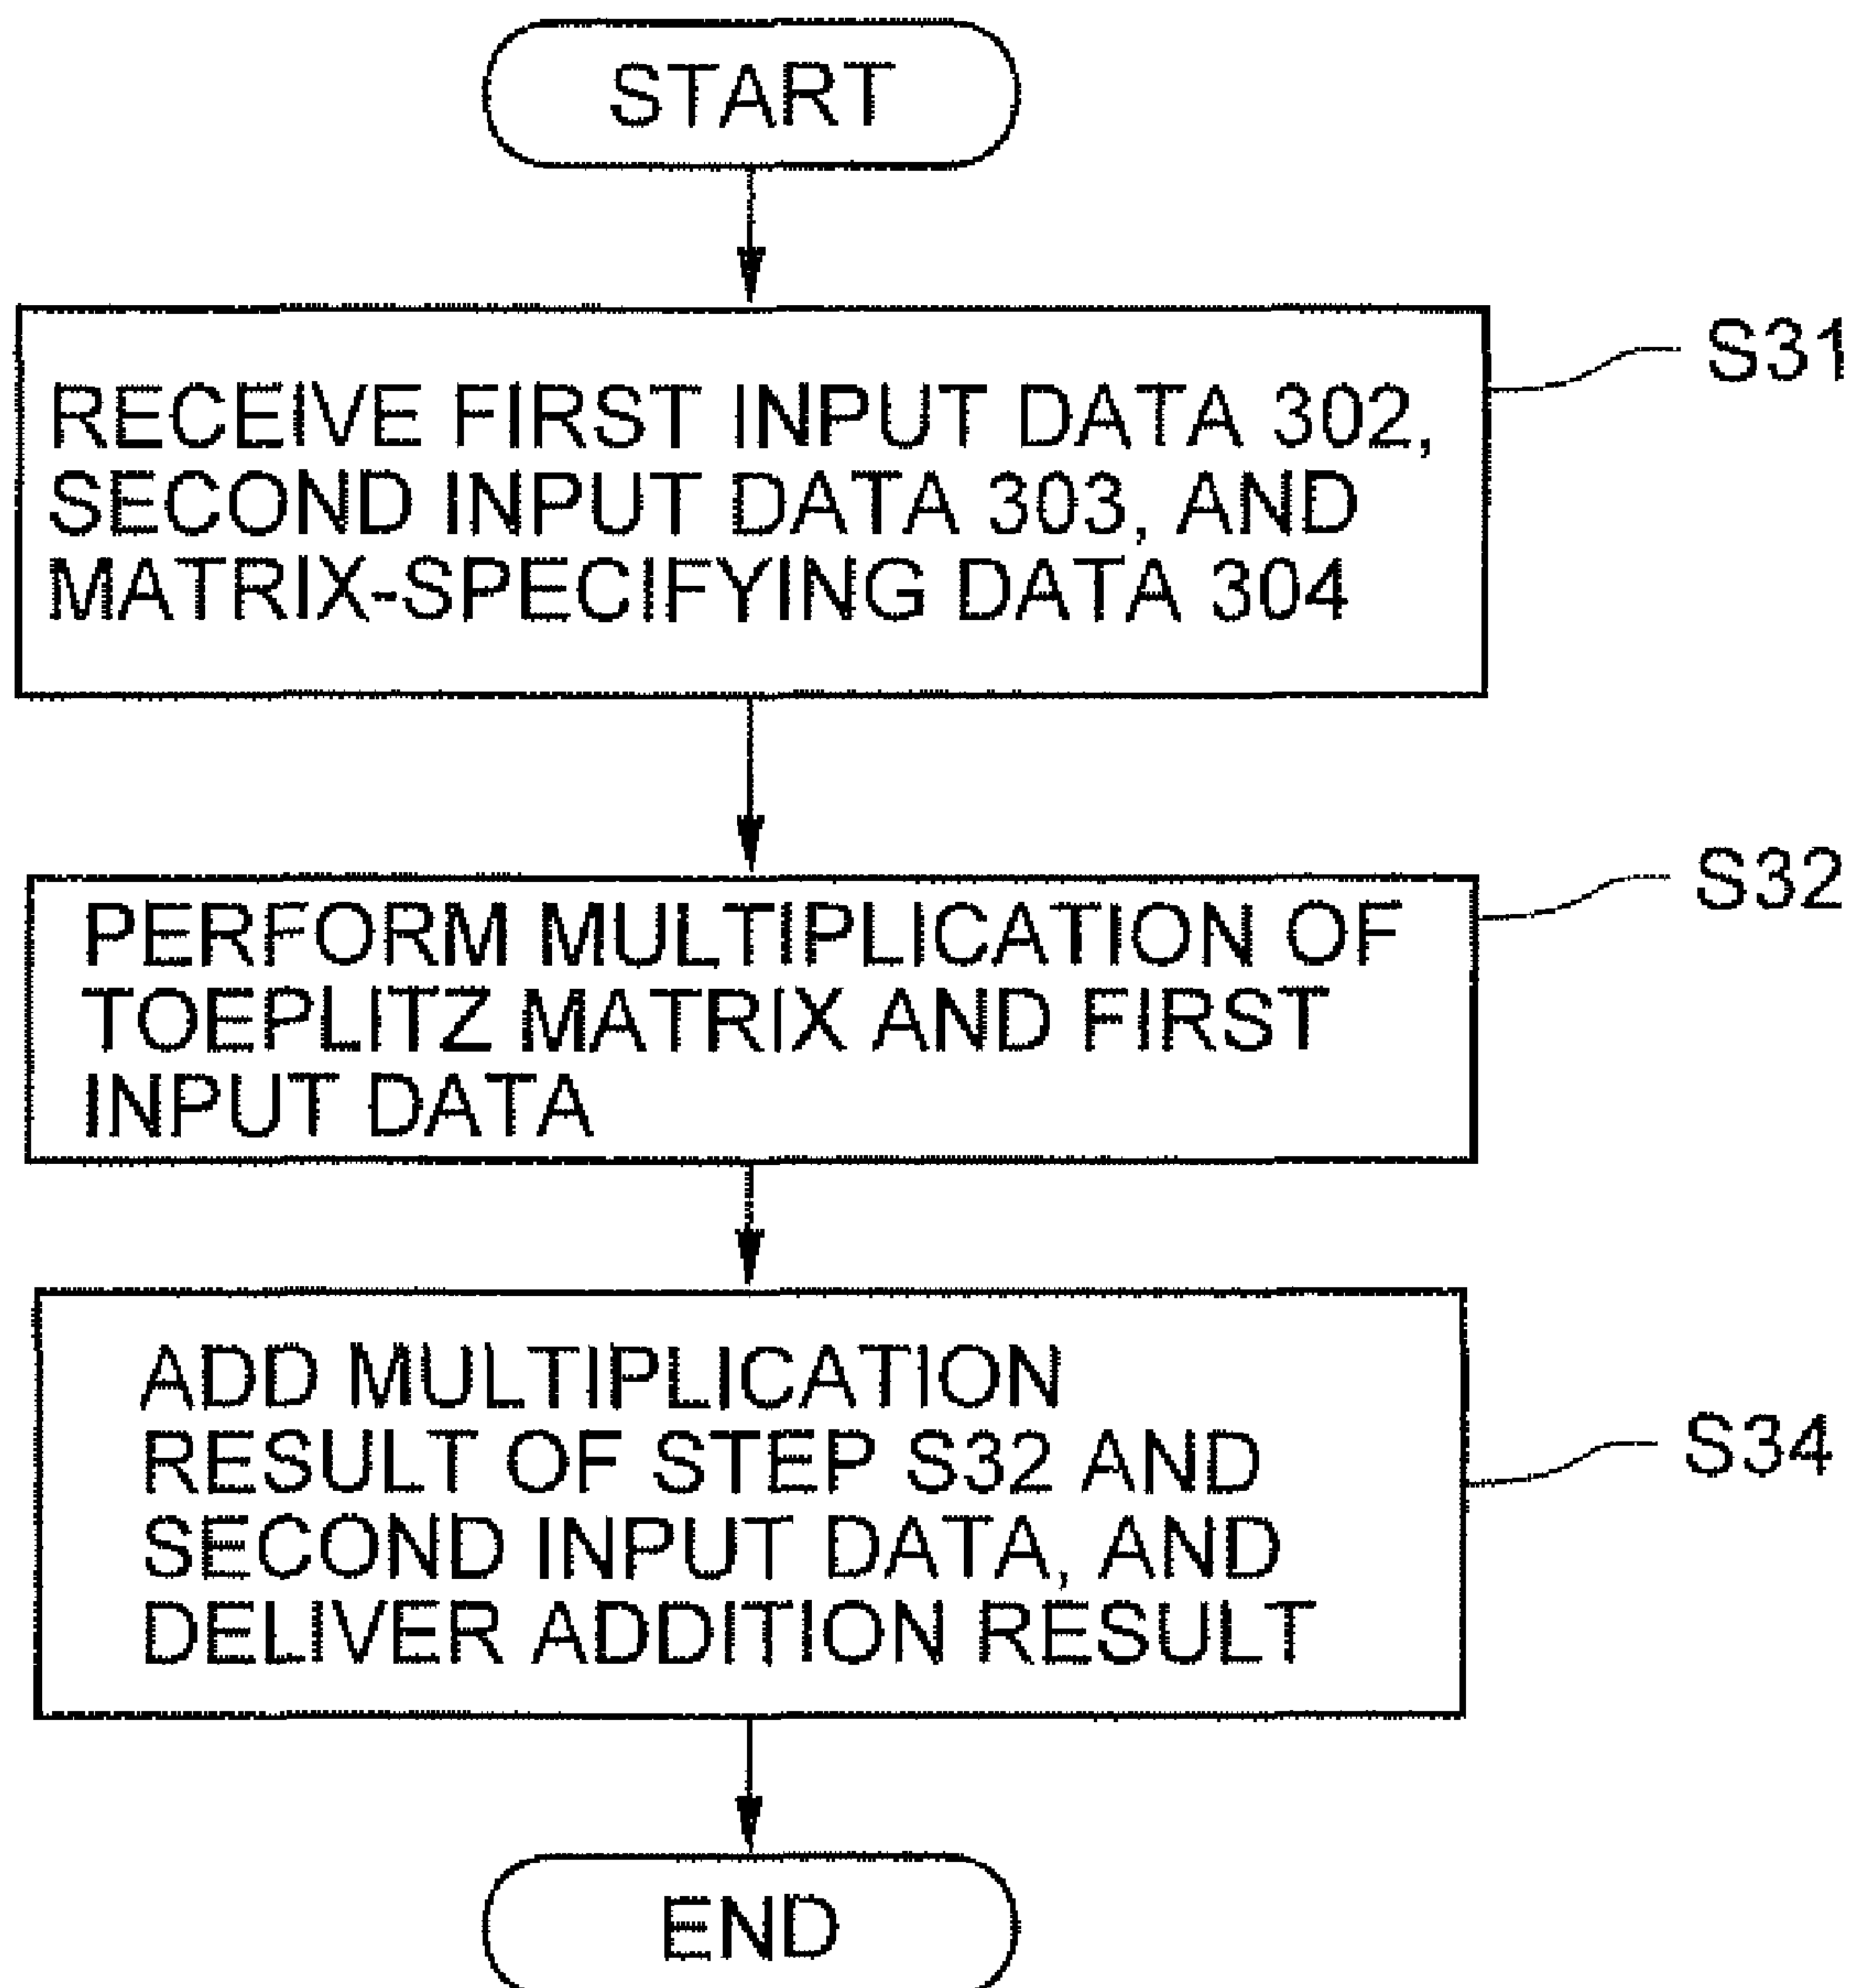 START
S31
RECEIVE FIRST INPUT DATA 302,
SECOND INPUT DATA 303, AND
MATRIX-SPECIFYING DATA 304
S32
PERFORM MULTIPLICATION OF
TOEPLITZ MATRIX AND FIRST
INPUT DATA
ADD MULTIPLICATION
RESULT OF STEP S32 AND
SECOND INPUT DATA, AND
DELIVER ADDITION RESULT
S34
END